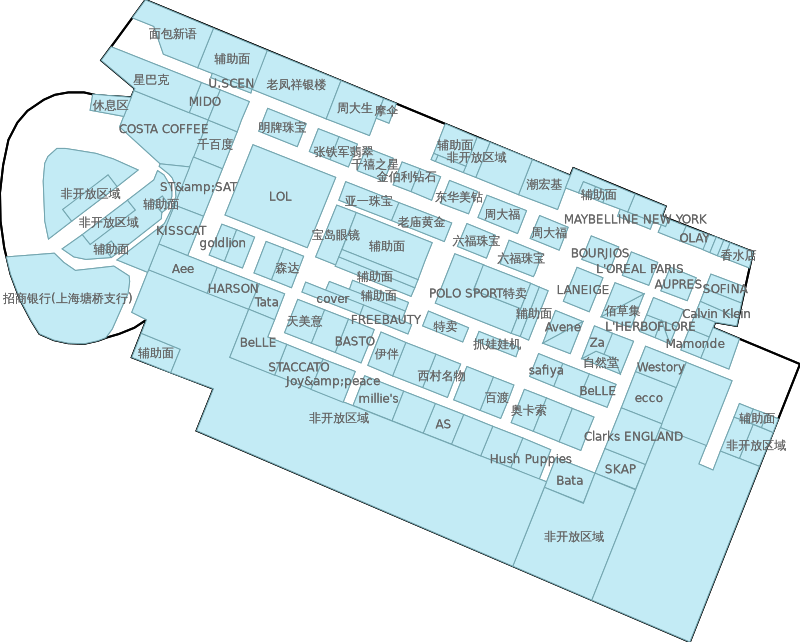 面包新语
辅助面
U.SCEN
老凤祥银楼
星巴克
MIDO
休息区
周大生
摩伞
COSTA COFFEE
千百度
朗牌珠宝
张铁军翡翠
千禧之星
金伯利钻石
辅助面
非开放区域
潮宏基
辅助面
ST&amp;SAT
LOL
亚一珠宝
东华美钻
周大福
MAYBELLINE NEW YORK
非开放区域
辅助面
非开放区域
辅助面
KISSCAT
goldlion
宝岛眼镜
老庙黄金
辅助面
六福珠宝
周大福
六福珠宝
OLAY
香水店
BOURJIOS
L'OREAL PARIS
Aee
森达
辅助面
AUPRES
SOFINA
招商银行(上海塘桥支行)
HARSON
Tata
cover
辅助面
POLO SPORT特卖
LANEIGE
佰草集
Calvin Klein
天美意
FREEBAUTY
特卖
辅助面
Avene
L'HERBOFLORE
BeLLE
BASTO
伊伴
抓娃娃机
Za
Mamonde
辅助面
STACCATO
Joy&amp;peace
西村名物
safiya
自然堂
Westory
millie's
百渡
BeLLE
ecco
非开放区域
AS
奥卡索
辅助面
Clarks ENGLAND
非开放区域
Hush Puppies
SKAP
Bata
非开放区域